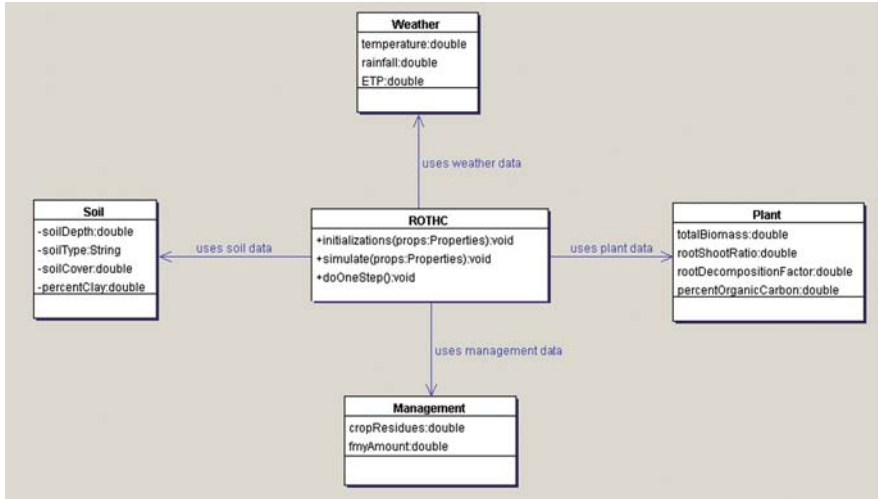 Weather
temperature:double
rainfall:double
ETP:double
uses weather data
Soil
-soilDepth:double
-soilType:String
-soilCover:double
-percentClay:double
uses soil data
ROTHC
+initializations(props:Properties):void
+simulate(props:Properties):void
+doOneStep():void
uses plant data
Plant
totalBiomass:double
rootShootRatio:double
rootDecompositionFactor:double
percentOrganicCarbon:double
uses management data
Management
cropResidues:double
fmyAmount:double